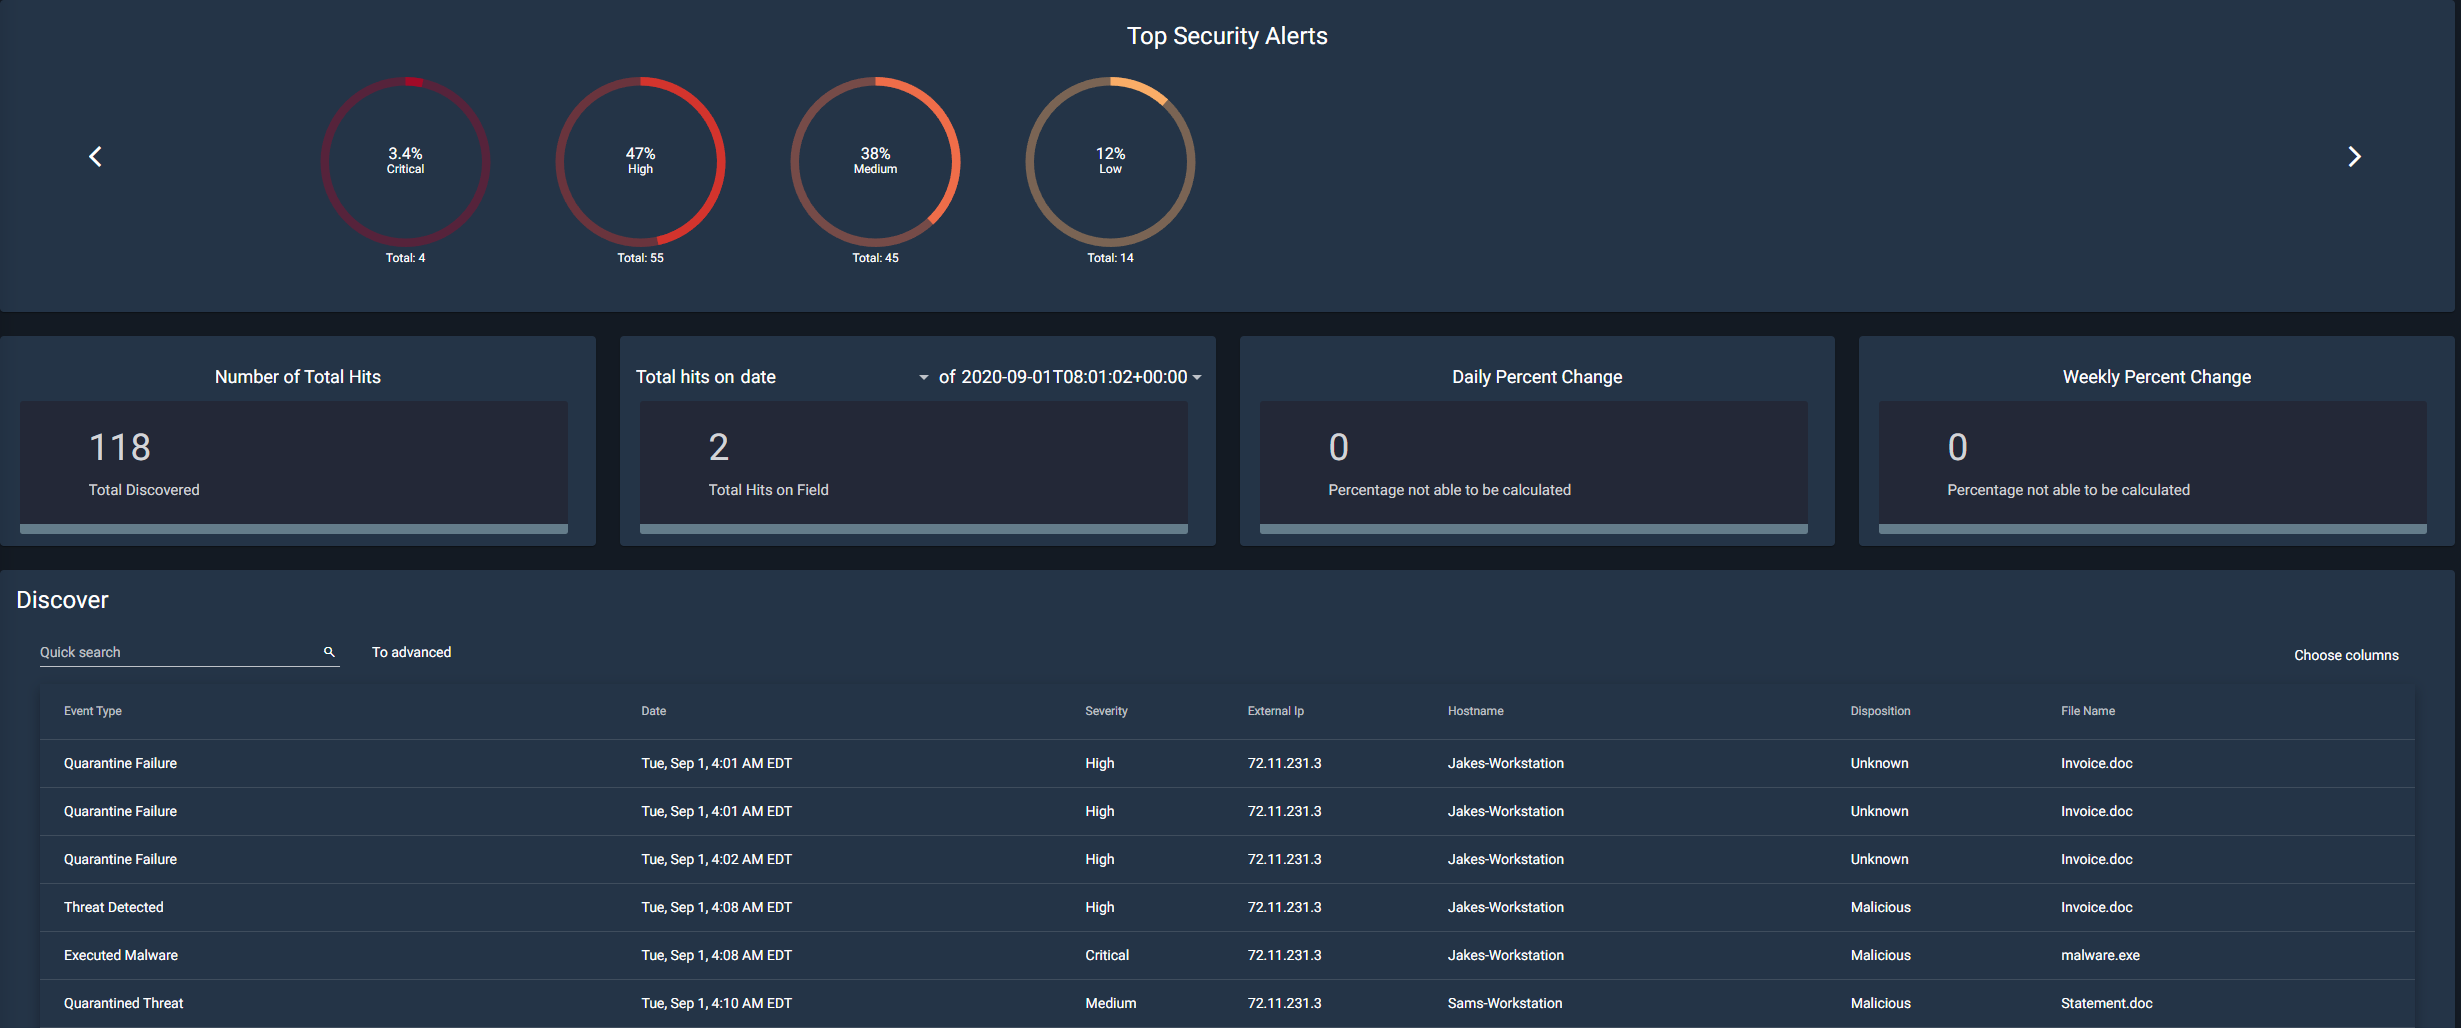 Top Security Alerts
3.4%
Critical
Total: 4
47%
High
Total: 55
38%
Medium
Total: 45
12%
Low
Total: 14
Number of Total Hits
118
Total Discovered
Total hits on date of 2020-09-01T08:01:02+00:00
2
Total Hits on Field
Daily Percent Change
0
Percentage not able to be calculated
Weekly Percent Change
0
Percentage not able to be calculated
Discover
Quick search To advanced Choose columns
Event Type Date Severity External Ip Hostname Disposition File Name
Quarantine Failure Tue, Sep 1, 4:01 AM EDT High 72.11.231.3 Jakes-Workstation Unknown Invoice.doc
Quarantine Failure Tue, Sep 1, 4:01 AM EDT High 72.11.231.3 Jakes-Workstation Unknown Invoice.doc
Quarantine Failure Tue, Sep 1, 4:02 AM EDT High 72.11.231.3 Jakes-Workstation Unknown Invoice.doc
Threat Detected Tue, Sep 1, 4:08 AM EDT High 72.11.231.3 Jakes-Workstation Malicious Invoice.doc
Executed Malware Tue, Sep 1, 4:08 AM EDT Critical 72.11.231.3 Jakes-Workstation Malicious malware.exe
Quarantined Threat Tue, Sep 1, 4:10 AM EDT Medium 72.11.231.3 Sams-Workstation Malicious Statement.doc